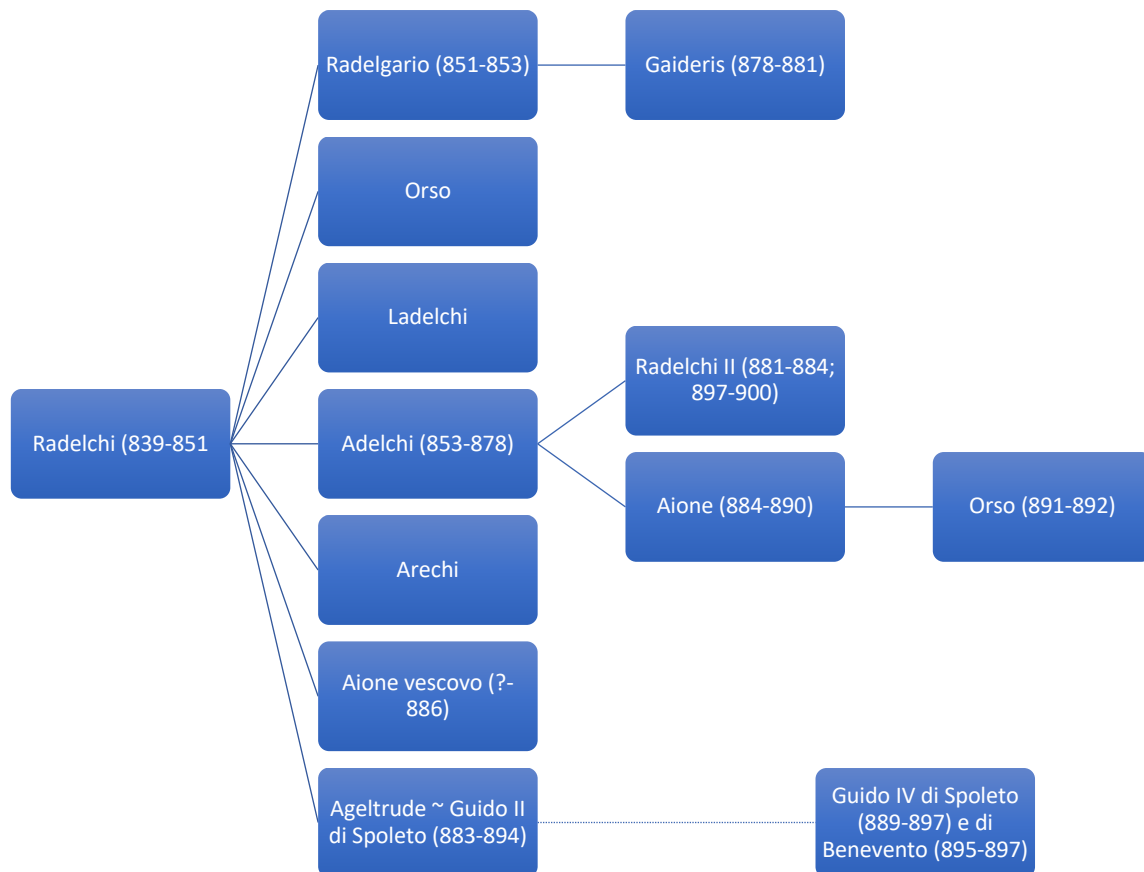 Radelgario (851-853)
Gaideris (878-881)
Orso
Ladelchi
Radelchi II (881-884;
897-900)
Radelchi (839-851
Adelchi (853-878)
Aione (884-890)
Orso (891-892)
Arechi
Aione vescovo (?-
886)
Ageltrude ~ Guido II
di Spoleto (883-894)
Guido IV di Spoleto
(889-897) e di
Benevento (895-897)